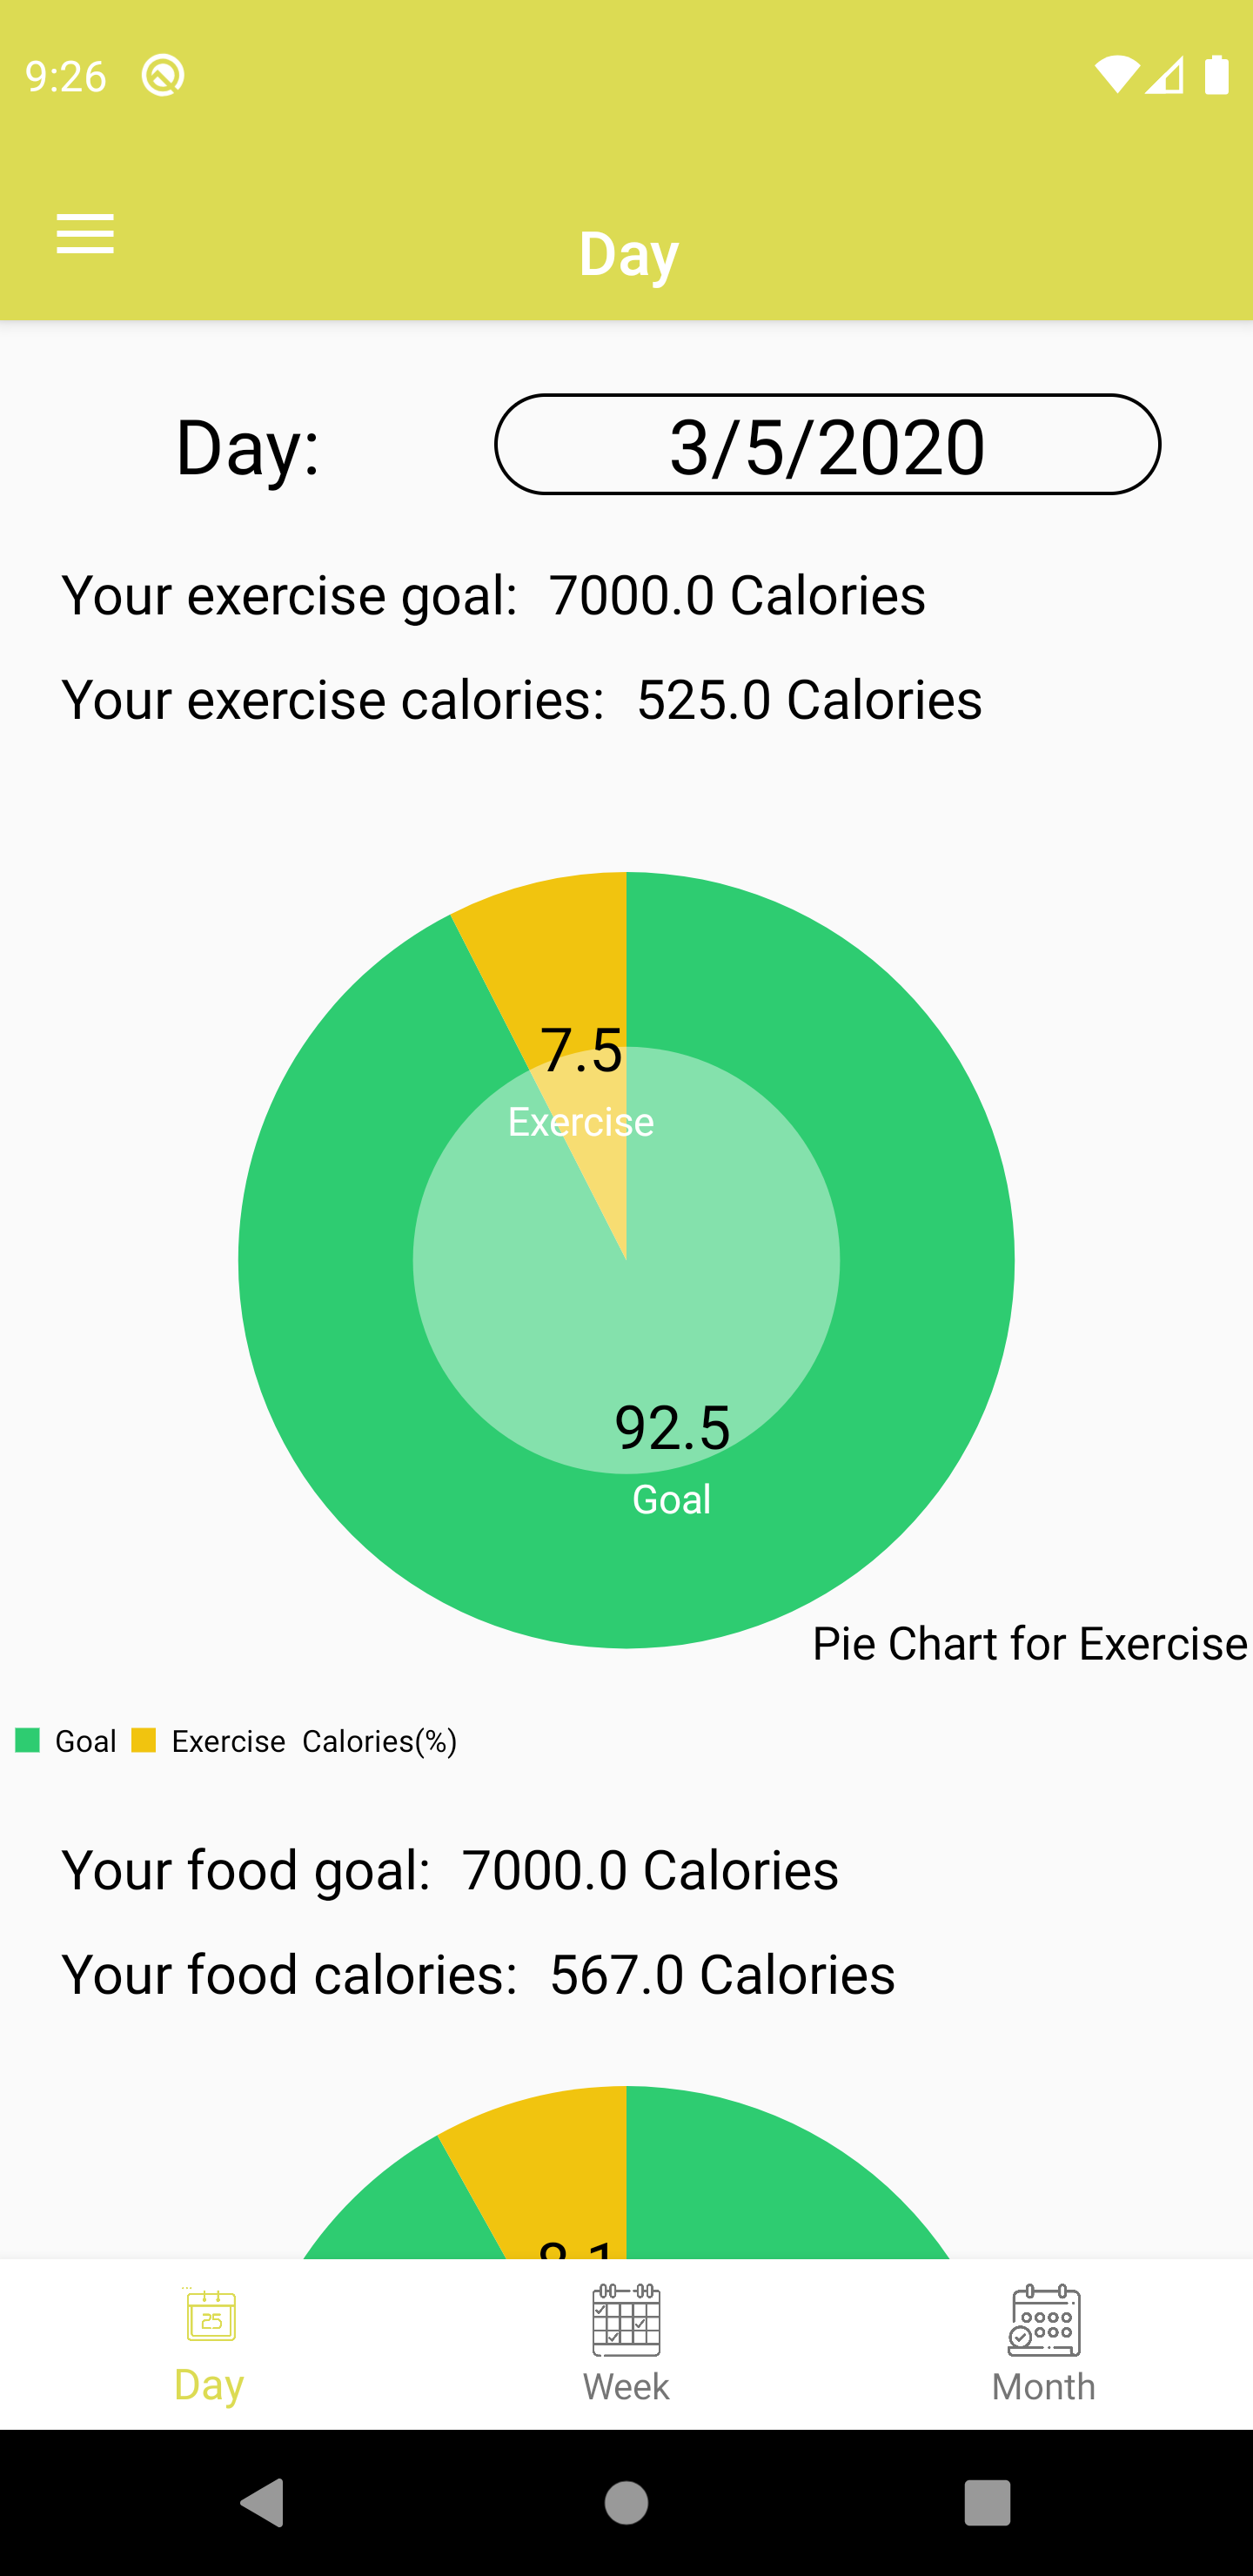 9:26
Day
Day: 3/5/2020
Your exercise goal: 7000.0 Calories
Your exercise calories: 525.0 Calories
7.5
Exercise
92.5
Goal
Pie Chart for Exercise
Goal Exercise Calories(%)
Your food goal: 7000.0 Calories
Your food calories: 567.0 Calories
8.1
25
Day Week Month